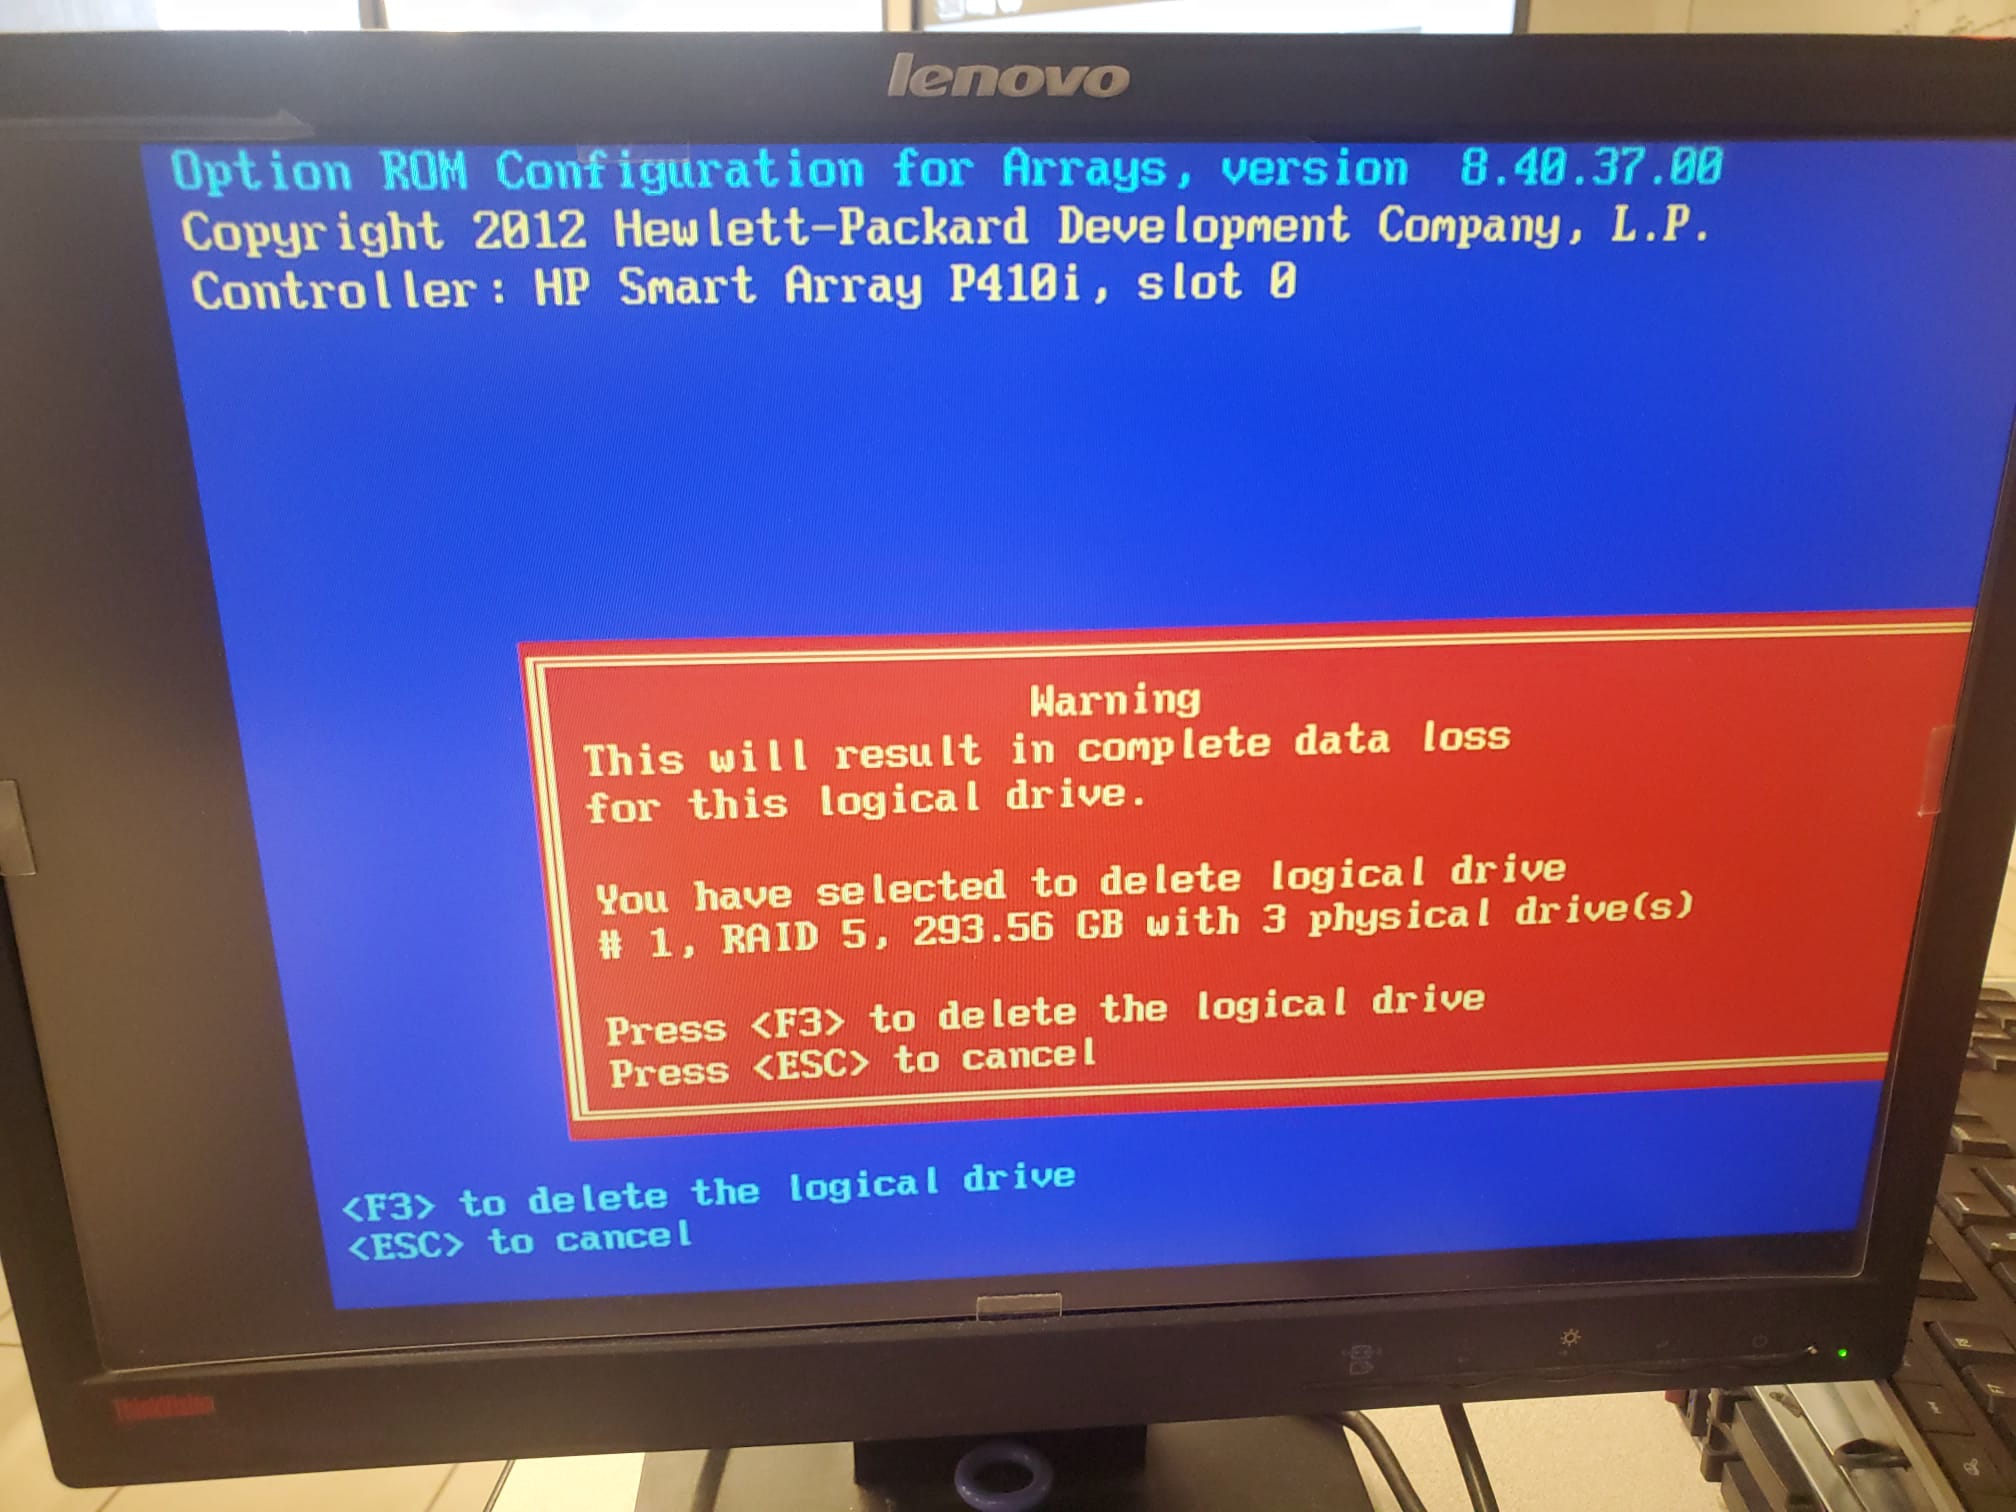 lenovo
Option ROM Configuration for Arrays, version 8.40.37.00
Copyright 2012 Hewlett-Packard Development Company, L.P.
Controller: HP Smart Array P410i, slot 0
Warning
This will result in complete data loss
for this logical drive.
You have selected to delete logical drive
# 1, RAID 5, 293.56 GB with 3 physical drive(s)
Press <F3> to delete the logical drive
Press <ESC> to cancel
<F3> to delete the logical drive
<ESC> to cancel
ThinkVision